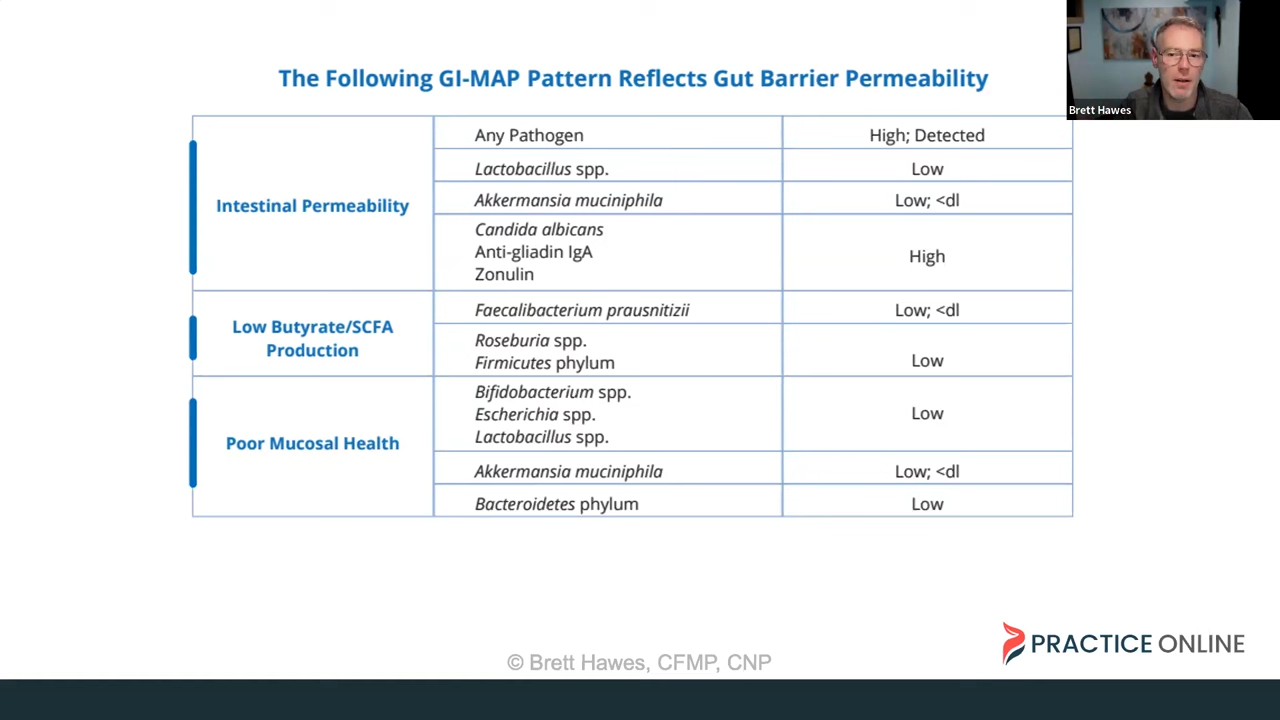 The Following GI-MAP Pattern Reflects Gut Barrier Permeability
Brett Hawes
Intestinal Permeability
Any Pathogen
High; Detected
Lactobacillus spp.
Low
Akkermansia muciniphila
Low; <dl
Candida albicans
Anti-gliadin IgA
Zonulin
High
Low Butyrate/SCFA
Production
Faecalibacterium prausnitizii
Low; <dl
Roseburia spp.
Firmicutes phylum
Low
Poor Mucosal Health
Bifidobacterium spp.
Escherichia spp.
Lactobacillus spp.
Low
Akkermansia muciniphila
Low; <dl
Bacteroidetes phylum
Low
© Brett Hawes, CFMP, CNP
PRACTICE ONLINE